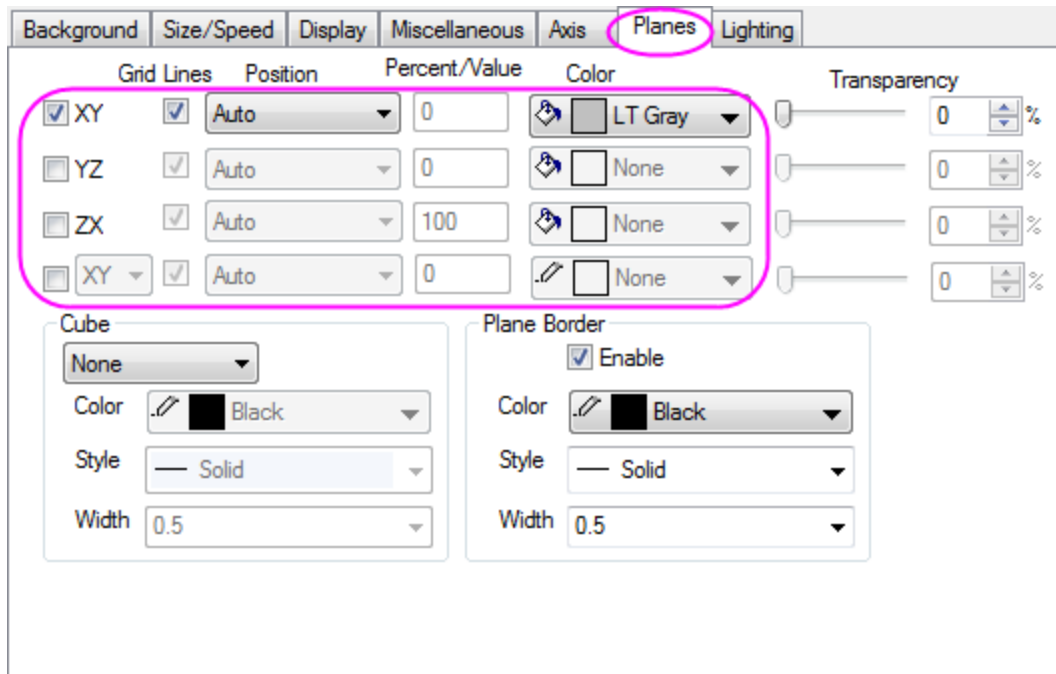 Background Size/Speed Display Miscellaneous Axis Planes Lighting
Grid Lines Position Percent/Value Color Transparency
XY Auto 0 LT Gray 0 %
YZ Auto 0 None 0 %
ZX Auto 100 None 0 %
XY Auto 0 None 0 %
Cube Plane Border
None Enable
Color Black Color Black
Style Solid Style Solid
Width 0.5 Width 0.5